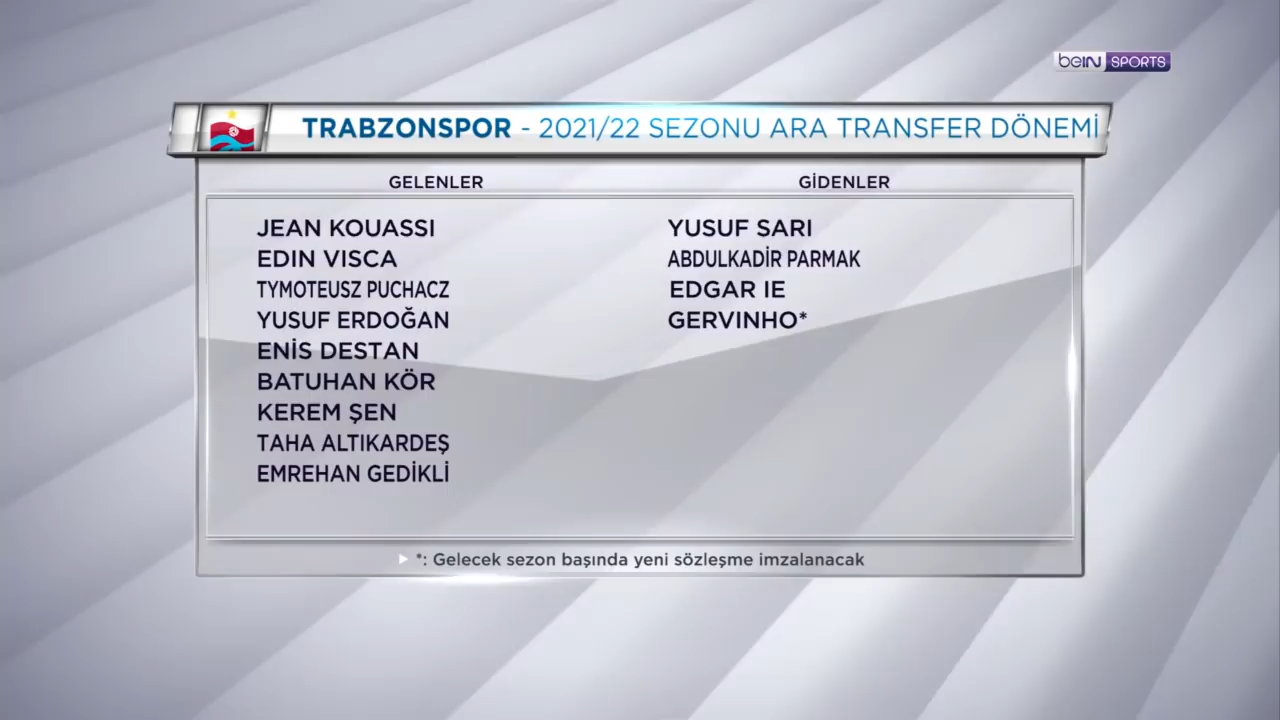 beIN SPORTS
TRABZONSPOR - 2021/22 SEZONU ARA TRANSFER DÖNEMİ
GELENLER
JEAN KOUASSI
EDIN VISCA
TYMOTEUSZ PUCHACZ
YUSUF ERDOĞAN
ENİS DESTAN
BATUHAN KÖR
KEREM ŞEN
TAHA ALTIKARDEŞ
EMREHAN GEDİKLİ
GİDENLER
YUSUF SARI
ABDULKADİR PARMAK
EDGAR IE
GERVINHO*
*: Gelecek sezon başında yeni sözleşme imzalanacak